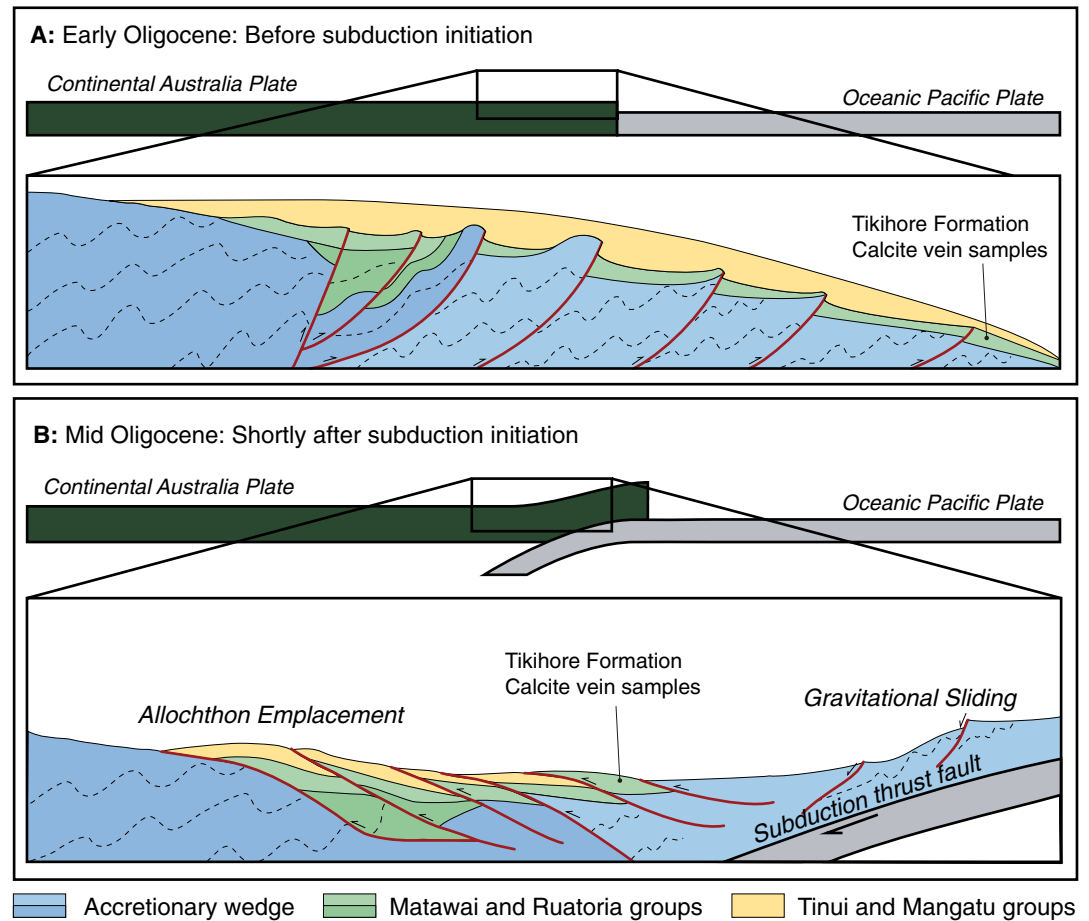 A: Early Oligocene: Before subduction initiation
Continental Australia Plate
Oceanic Pacific Plate
Tikihore Formation
Calcite vein samples
B: Mid Oligocene: Shortly after subduction initiation
Continental Australia Plate
Oceanic Pacific Plate
Tikihore Formation
Calcite vein samples
Gravitational Sliding
Allochthon Emplacement
Subduction thrust fault
Accretionary wedge
Matawai and Ruatoria groups
Tinui and Mangatu groups